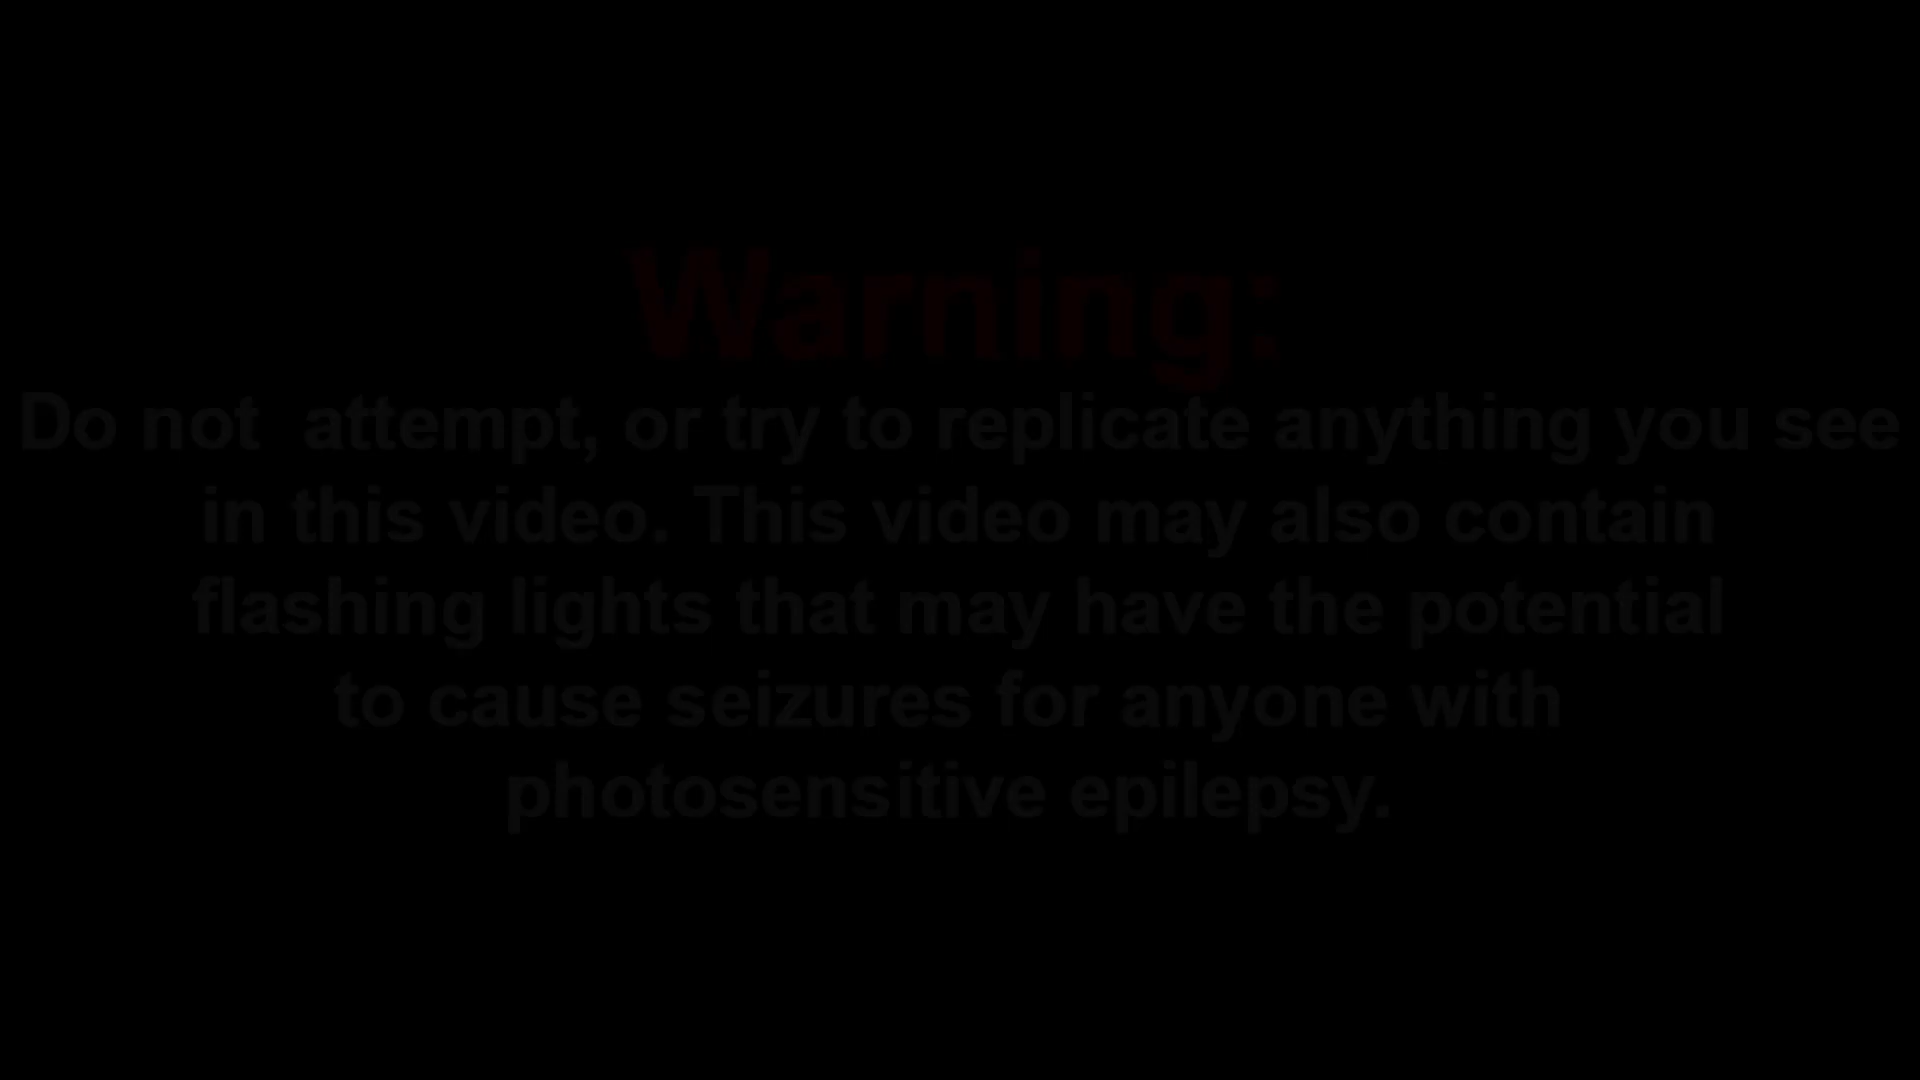 Warning:
Do not  attempt, or try to replicate anything you see
in this video. This video may also contain
flashing lights that may have the potential
to cause seizures for anyone with
photosensitive epilepsy.